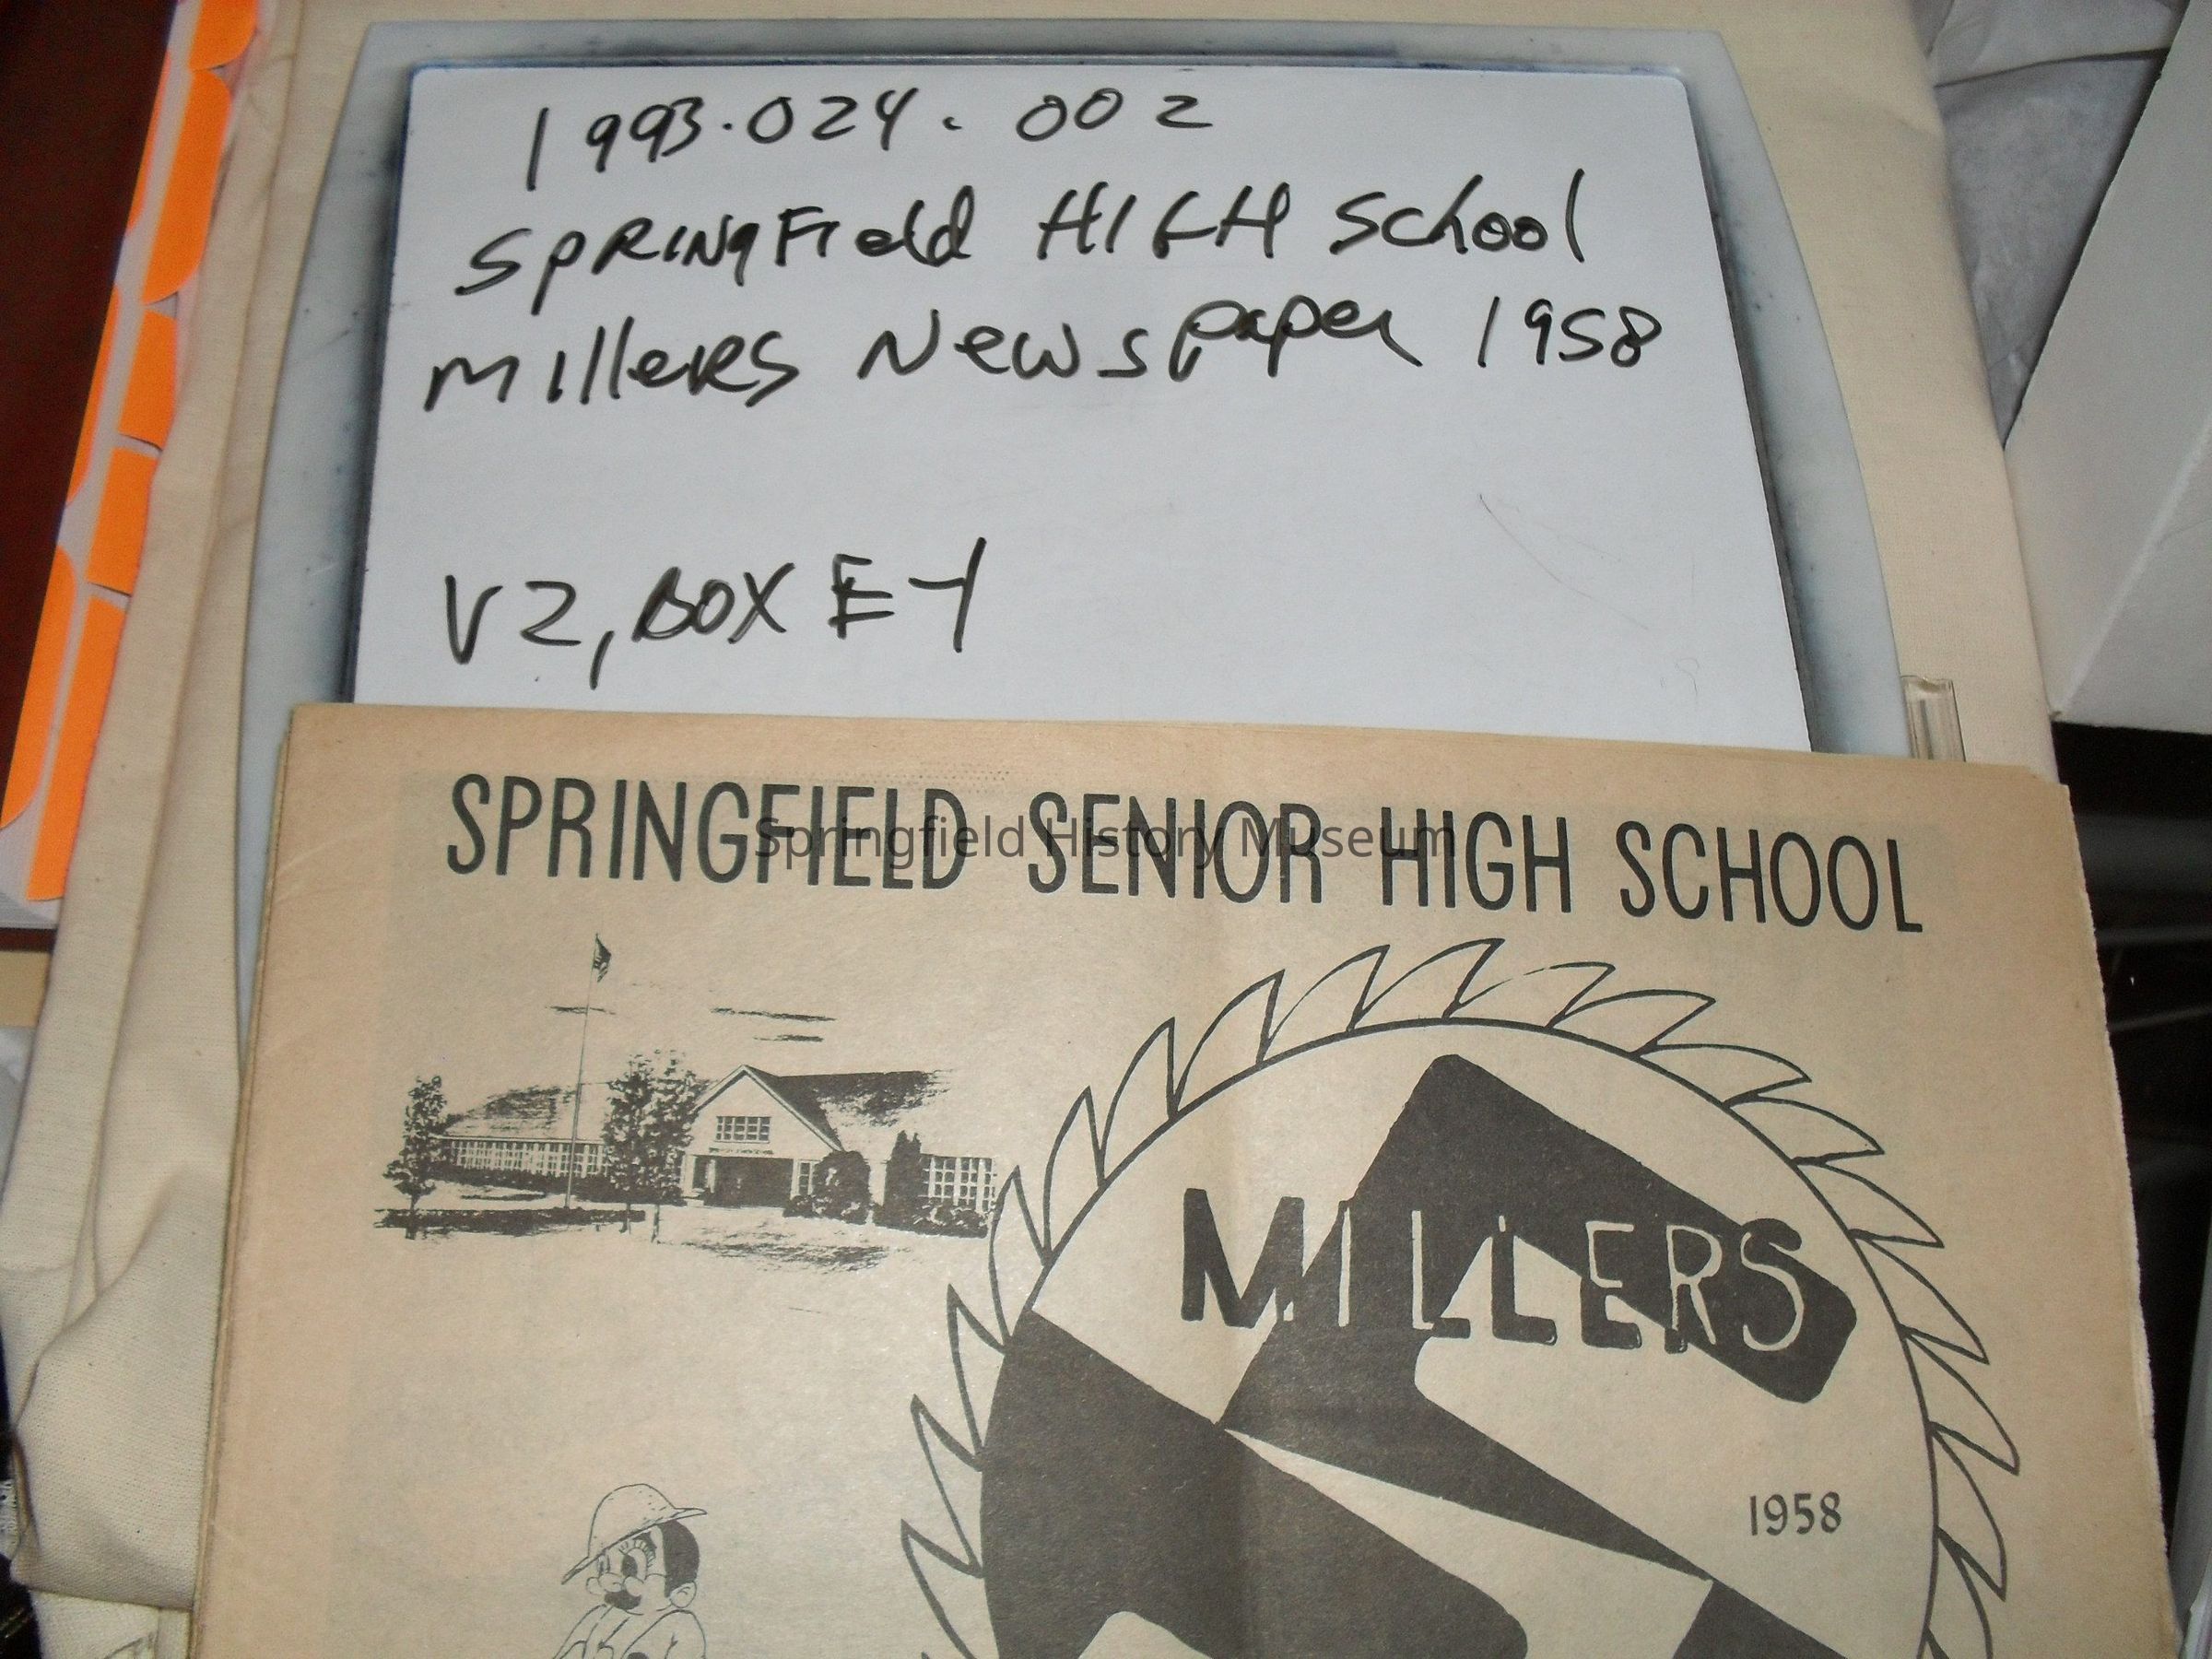 1993.024.002
SPRINGField HIGH School
MilleRS Newspaper 1958
V2, BOX E-1
SPRINGFIELD SENIOR HIGH SCHOOL
Springfield History Museum
MILLERS
1958